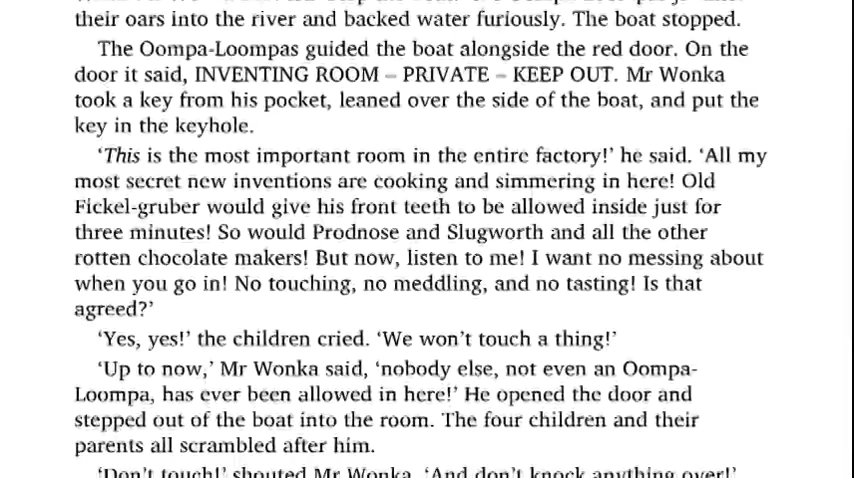 their oars into the river and backed water furiously. The boat stopped.
The Oompa-Loompas guided the boat alongside the red door. On the
door it said, INVENTING ROOM – PRIVATE – KEEP OUT. Mr Wonka
took a key from his pocket, leaned over the side of the boat, and put the
key in the keyhole.
‘This is the most important room in the entire factory!’ he said. ‘All my
most secret new inventions are cooking and simmering in here! Old
Fickel-gruber would give his front teeth to be allowed inside just for
three minutes! So would Prodnose and Slugworth and all the other
rotten chocolate makers! But now, listen to me! I want no messing about
when you go in! No touching, no meddling, and no tasting! Is that
agreed?’
‘Yes, yes!’ the children cried. ‘We won’t touch a thing!’
‘Up to now,’ Mr Wonka said, ‘nobody else, not even an Oompa-
Loompa, has ever been allowed in here!’ He opened the door and
stepped out of the boat into the room. The four children and their
parents all scrambled after him.
‘Don’t touch!’ shouted Mr Wonka. ‘And don’t knock anything over!’